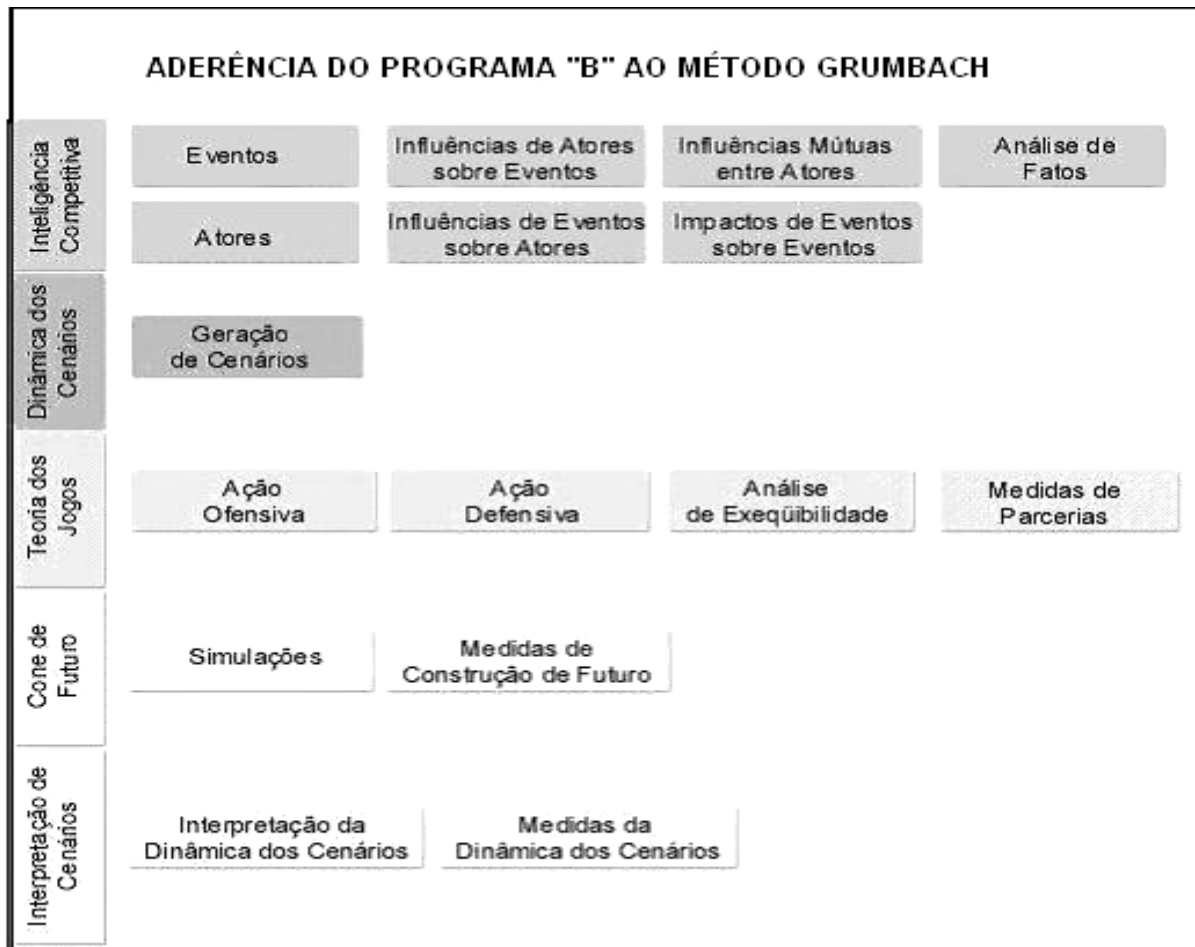 ADERÊNCIA DO PROGRAMA "B" AO MÉTODO GRUMBACH
Inteligência
Competitiva
Eventos
Influências de Atores
sobre Eventos
Influências Mútuas
entre Atores
Análise de
Fatos
Atores
Influências de Eventos
sobre Atores
Impactos de Eventos
sobre Eventos
Dinâmica dos
Cenários
Geração
de Cenários
Teoria dos
Jogos
Ação
Ofensiva
Ação
Defensiva
Análise
de Exeqüibilidade
Medidas de
Parcerias
Cone de
Futuro
Simulações
Medidas de
Construção de Futuro
Interpretação de
Cenários
Interpretação da
Dinâmica dos Cenários
Medidas da
Dinâmica dos Cenários